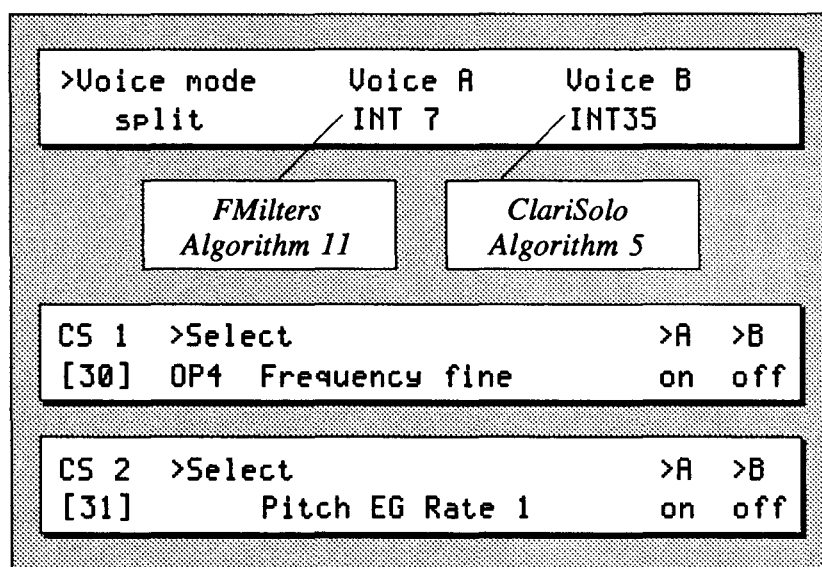 >Voice mode Voice A Voice B
split INT 7 INT35
FMilters ClariSolo
Algorithm 11 Algorithm 5
CS 1 >Select >A >B
[30] OP4 Frequency fine on off
CS 2 >Select >A >B
[31] Pitch EG Rate 1 on off